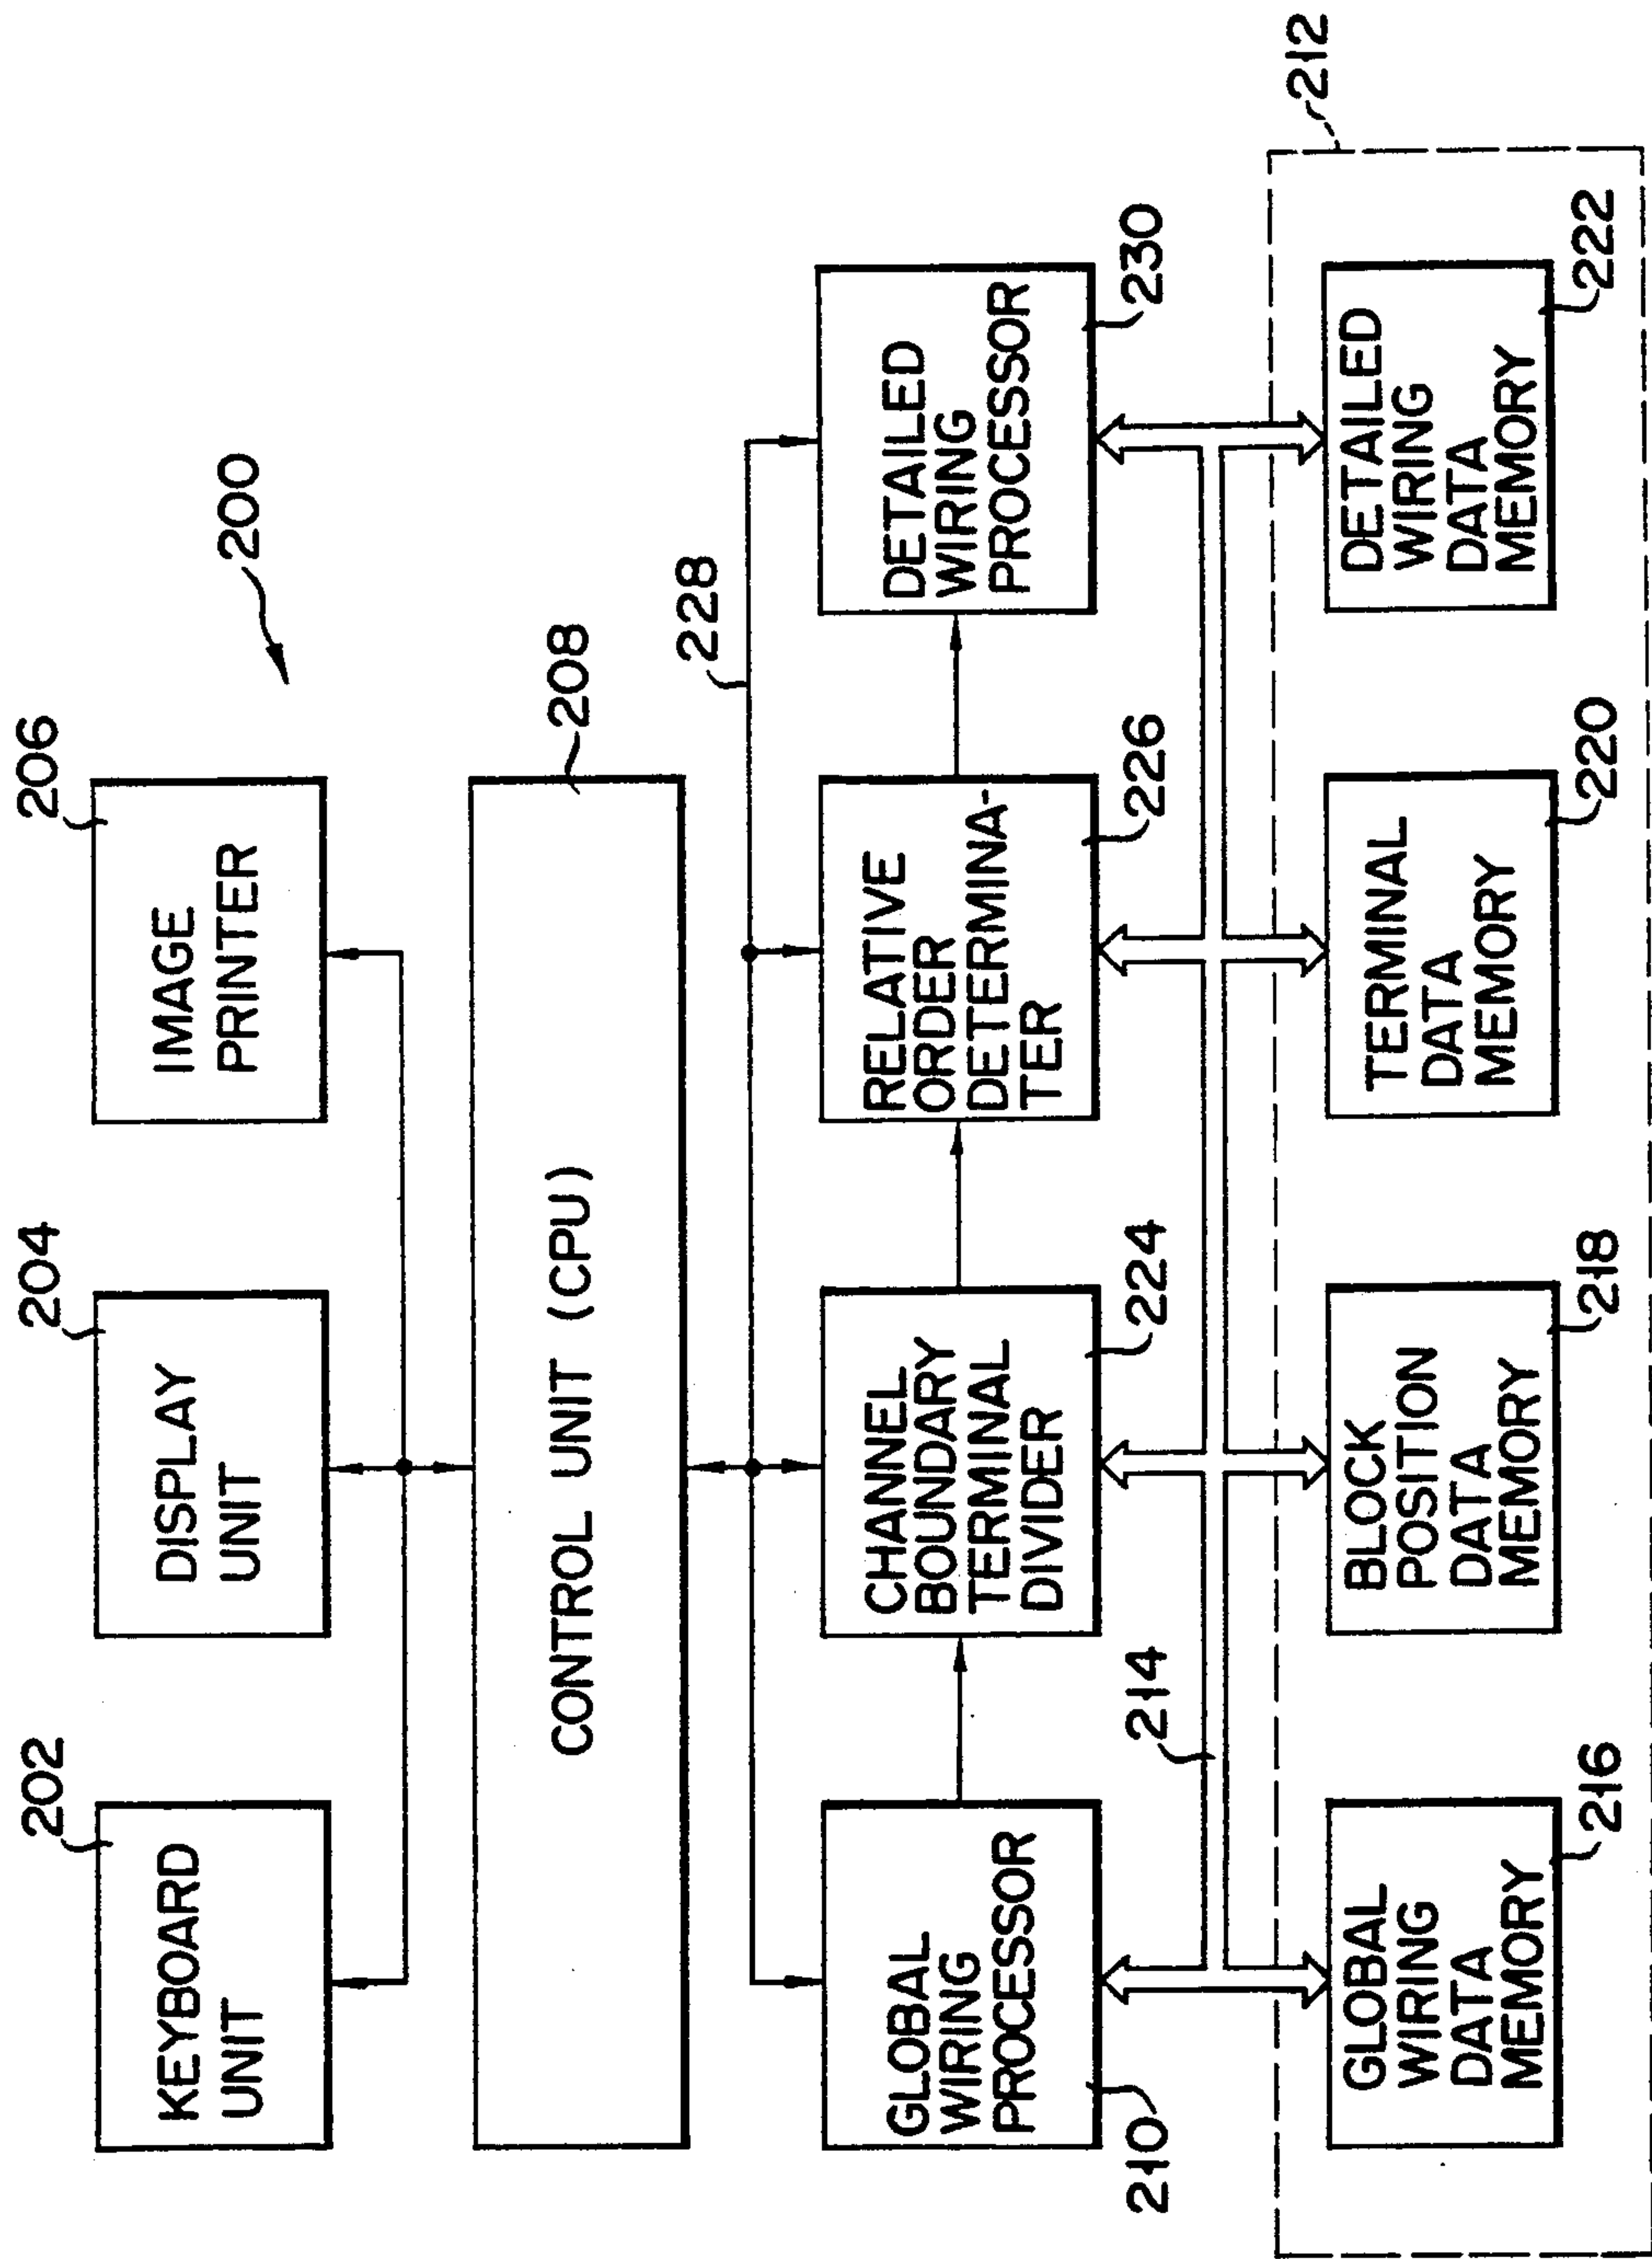 200
202
204
206
KEYBOARD
UNIT
DISPLAY
UNIT
IMAGE
PRINTER
208
CONTROL UNIT (CPU)
228
GLOBAL
WIRING
PROCESSOR
CHANNEL
BOUNDARY
TERMINAL
DIVIDER
RELATIVE
ORDER
DETERMINA-
TER
DETAILED
WIRING
PROCESSOR
210
214
224
226
230
212
GLOBAL
WIRING
DATA
MEMORY
BLOCK
POSITION
DATA
MEMORY
TERMINAL
DATA
MEMORY
DETAILED
WIRING
DATA
MEMORY
216
218
220
222